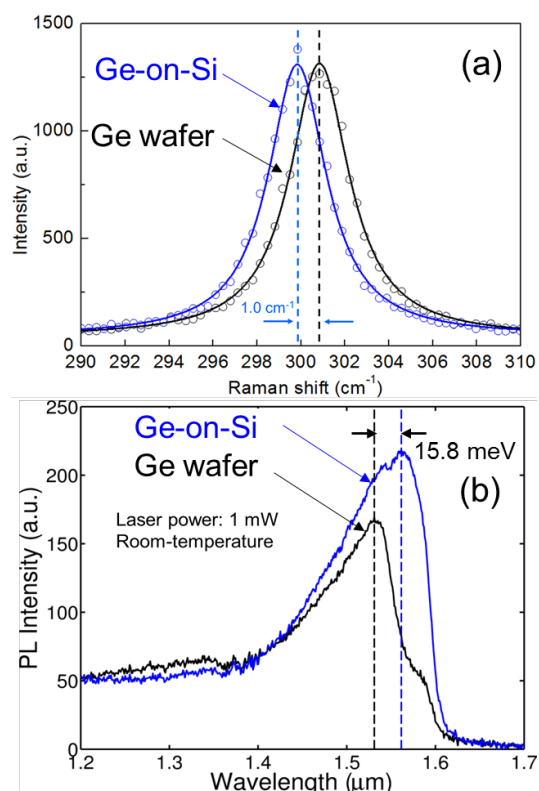 1500
1000
500
0
Intensity (a.u.)
(a)
Ge-on-Si
Ge wafer
1.0 cm⁻¹
290 292 294 296 298 300 302 304 306 308 310
Raman shift (cm⁻¹)
250
200
150
100
50
0
PL Intensity (a.u.)
Ge-on-Si
15.8 meV
Ge wafer
(b)
Laser power: 1 mW
Room-temperature
1.2 1.3 1.4 1.5 1.6 1.7
Wavelength (μm)